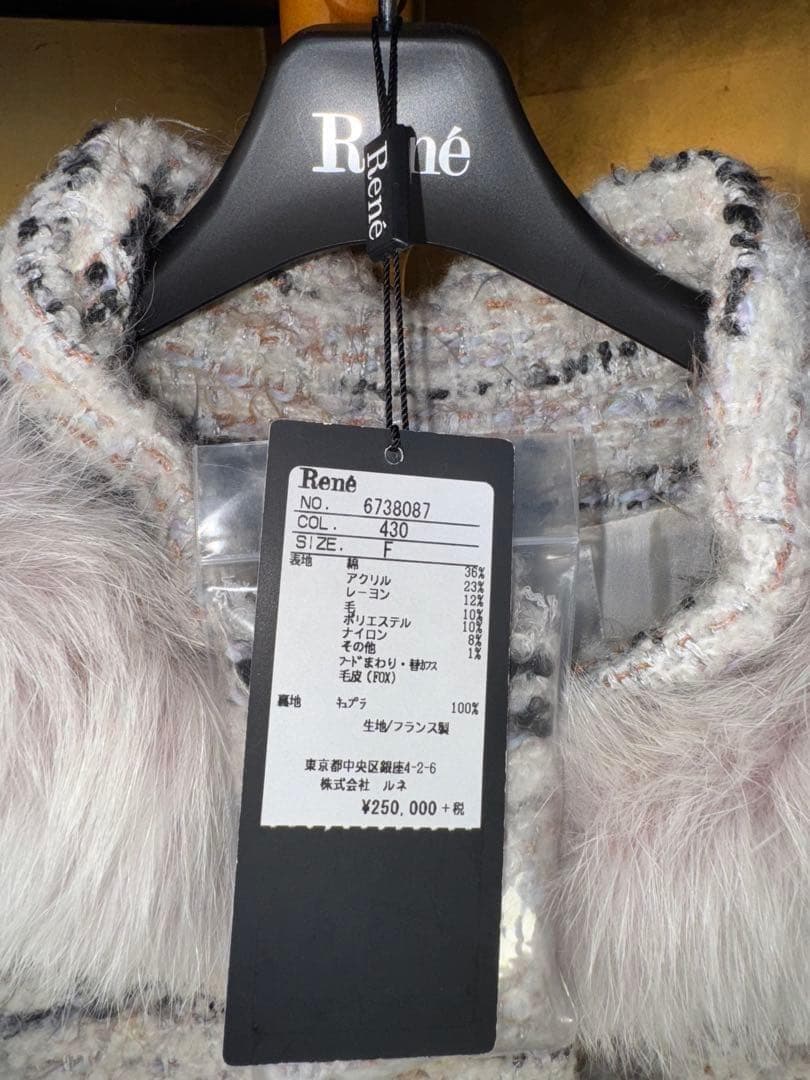 René
René
René
NO. 6738087
COL. 430
SIZE. F
表地 綿 36%
アクリル 23%
レーヨン 12%
毛 10%
ポリエステル 10%
ナイロン 8%
その他 1%
ﾌｰﾄﾞまわり・替ｶﾌｽ
毛皮(FOX)
裏地 ｷｭﾌﾟﾗ 100%
生地/フランス製
東京都中央区銀座4-2-6
株式会社 ルネ
¥250,000+税